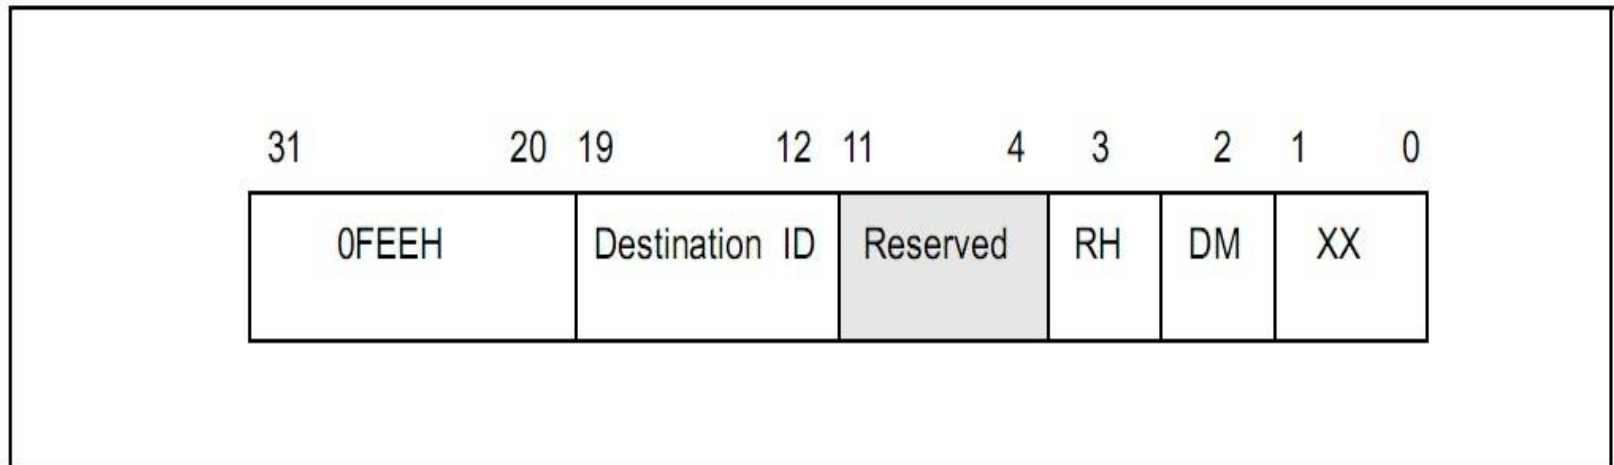 31 20 19 12 11 4 3 2 1 0
0FEEH Destination ID Reserved RH DM XX